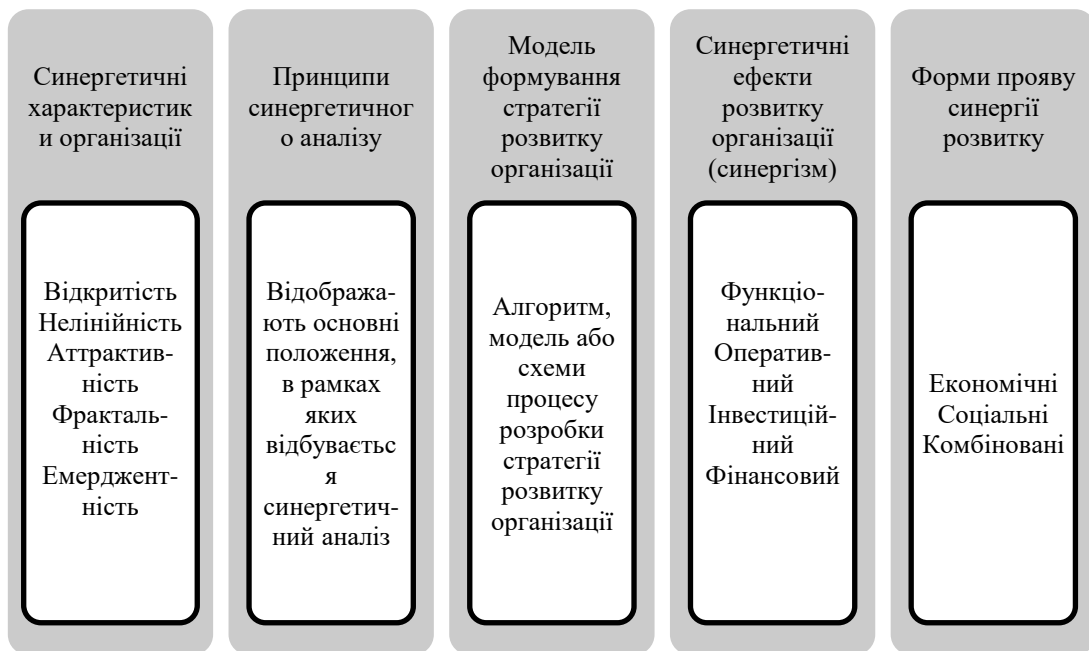 Синергетичні
характеристик
и організації
Відкритість
Нелінійність
Аттрактив-
ність
Фракталь-
ність
Емерджент-
ність
Принципи
синергетичног
о аналізу
Відобража-
ють основні
положення,
в рамках
яких
відбуваєтьс
я
синергетич-
ний аналіз
Модель
формування
стратегії
розвитку
організації
Алгоритм,
модель або
схеми
процесу
розробки
стратегії
розвитку
організації
Синергетичні
ефекти
розвитку
організації
(синергізм)
Функціо-
нальний
Оператив-
ний
Інвестицій-
ний
Фінансовий
Форми прояву
синергії
розвитку
Економічні
Соціальні
Комбіновані